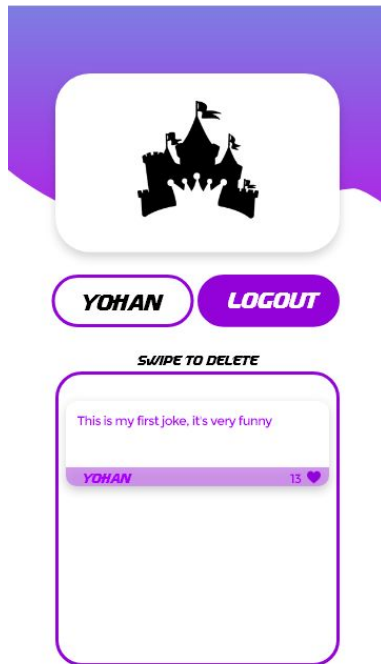 YOHAN
LOGOUT
SWIPE TO DELETE
This is my first joke, it's very funny
YOHAN
13